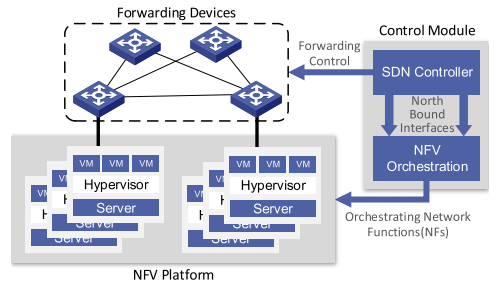 Forwarding Devices
Control Module
Forwarding
Control
SDN Controller
North
Bound
Interfaces
NFV
Orchestration
VM VM VM
Hypervisor
Server
VM VM VM
Hypervisor
Server
Orchestrating Network
Functions(NFs)
NFV Platform